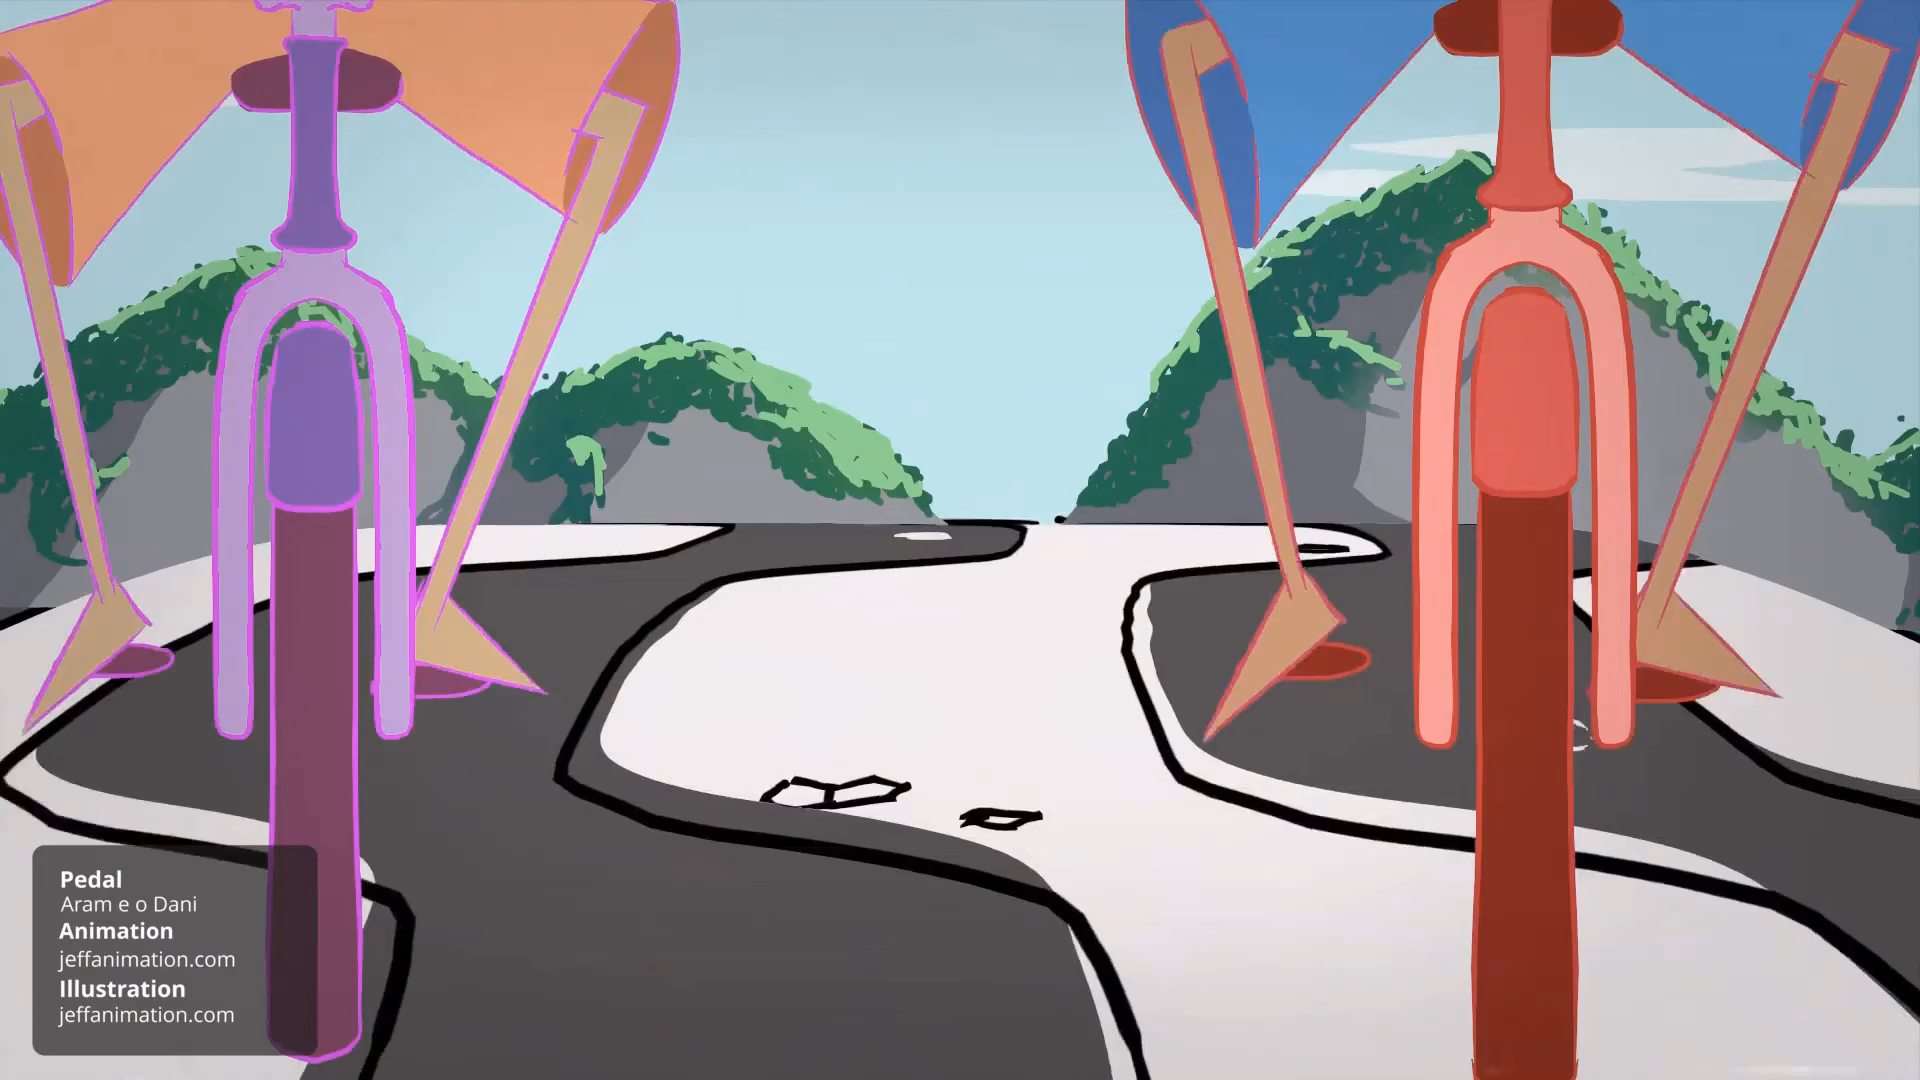 Pedal
Aram e o Dani
Animation
jeffanimation.com
Illustration
jeffanimation.com